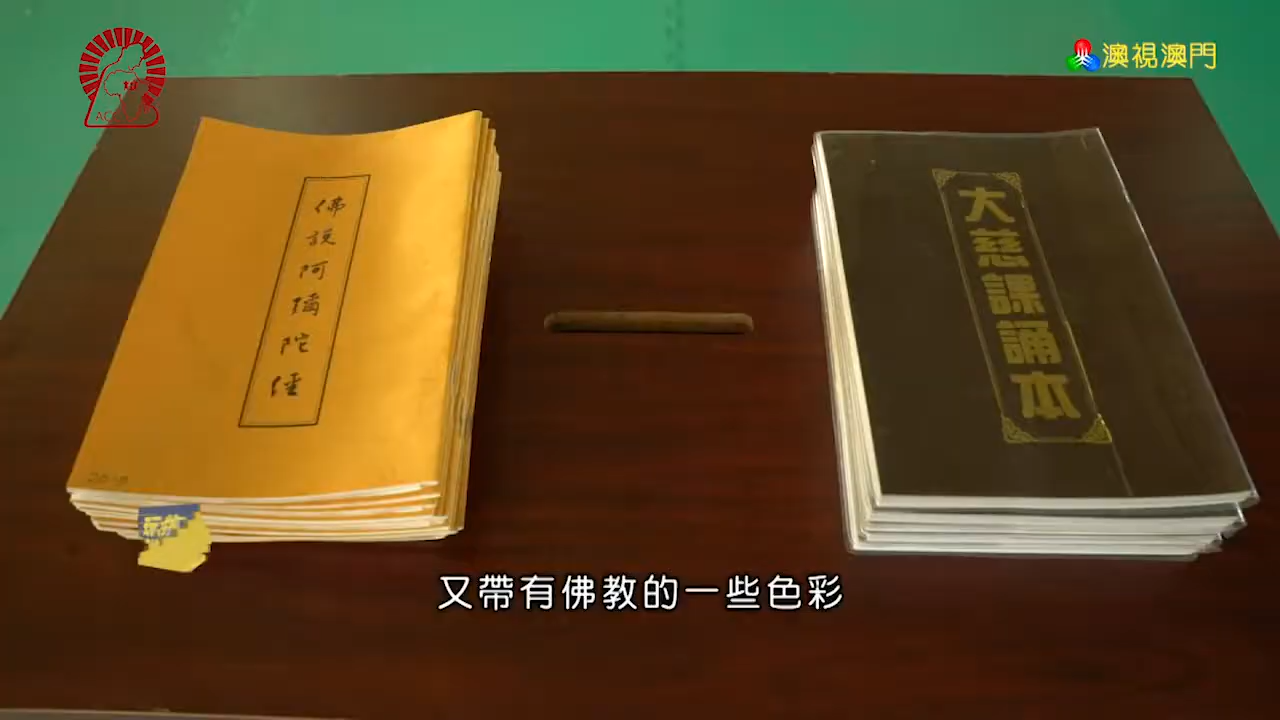 澳視澳門
佛說阿彌陀經
大慈課誦本
又帶有佛教的一些色彩